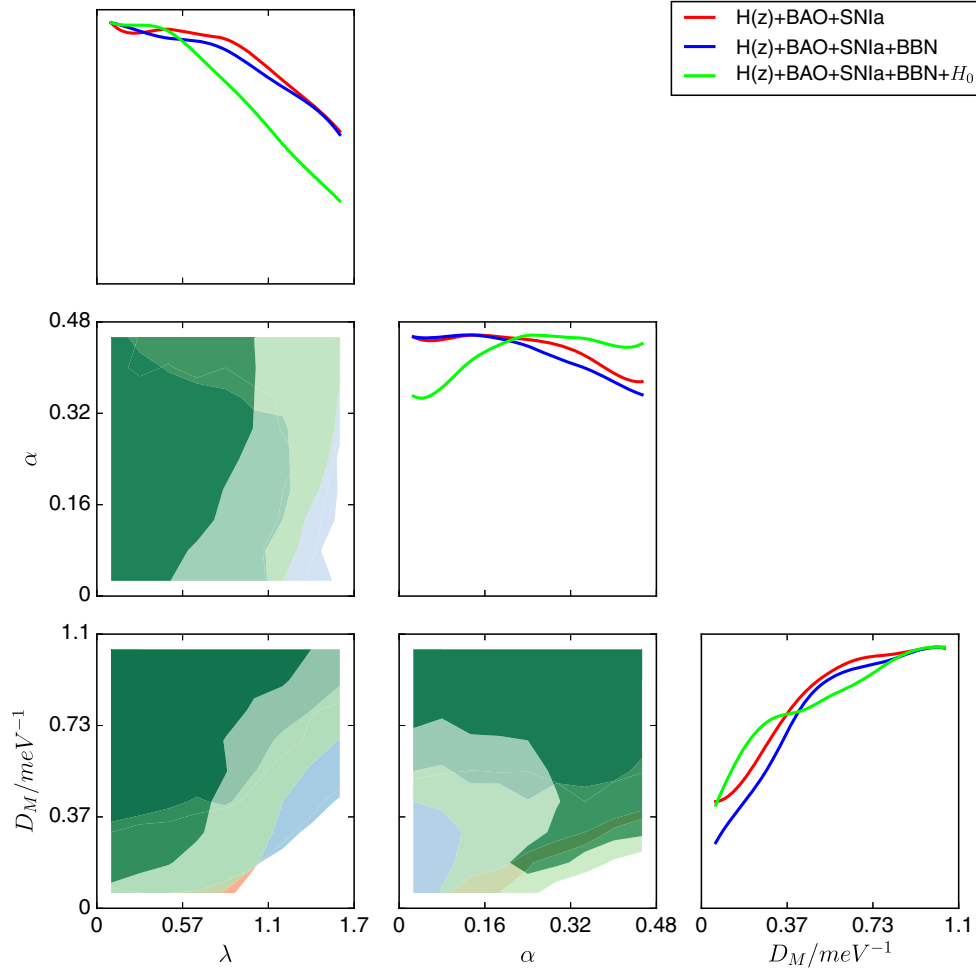 H(z)+BAO+SNIa
H(z)+BAO+SNIa+BBN
H(z)+BAO+SNIa+BBN+H₀
0.48
0.32
0.16
0
α
1.1
0.73
0.37
0
D_M/meV⁻¹
0 0.57 1.1 1.7
λ
0 0.16 0.32 0.48
α
0 0.37 0.73 1.1
D_M/meV⁻¹